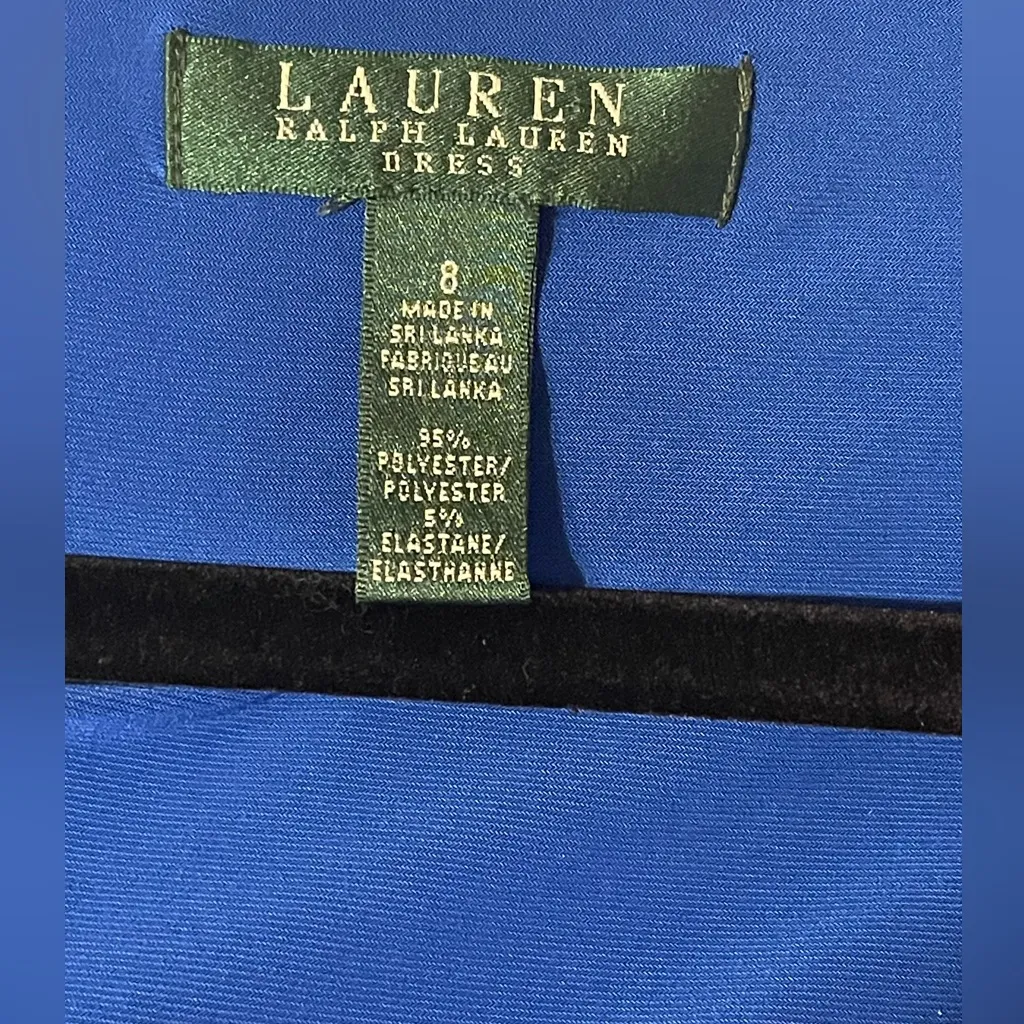 LAUREN
RALPH LAUREN
DRESS
8
MADE IN
SRI LANKA
FABRIQUE AU
SRI LANKA
95%
POLYESTER/
POLYESTER
5%
ELASTANE/
ELASTHANNE